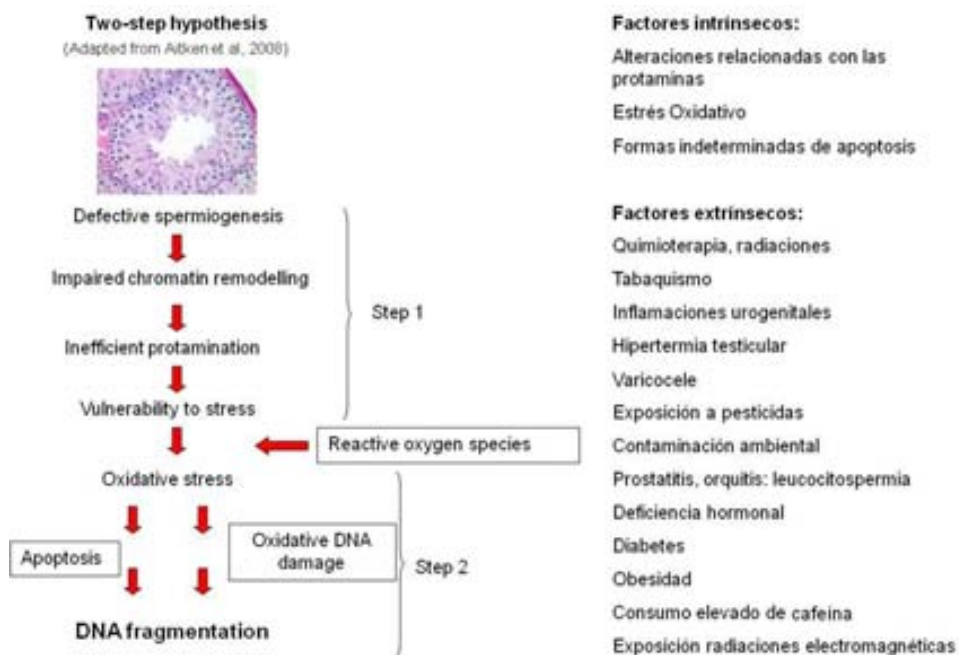 Two-step hypothesis
(Adapted from Aitken et al, 2008)
Defective spermiogenesis
Impaired chromatin remodelling
Inefficient protamination
Vulnerability to stress
Step 1
Reactive oxygen species
Oxidative stress
Apoptosis
Oxidative DNA
damage
Step 2
DNA fragmentation
Factores intrínsecos:
Alteraciones relacionadas con las
protaminas
Estrés Oxidativo
Formas indeterminadas de apoptosis
Factores extrínsecos:
Quimioterapia, radiaciones
Tabaquismo
Inflamaciones urogenitales
Hipertermia testicular
Varicocele
Exposición a pesticidas
Contaminación ambiental
Prostatitis, orquitis: leucocitospermia
Deficiencia hormonal
Diabetes
Obesidad
Consumo elevado de cafeína
Exposición radiaciones electromagnéticas